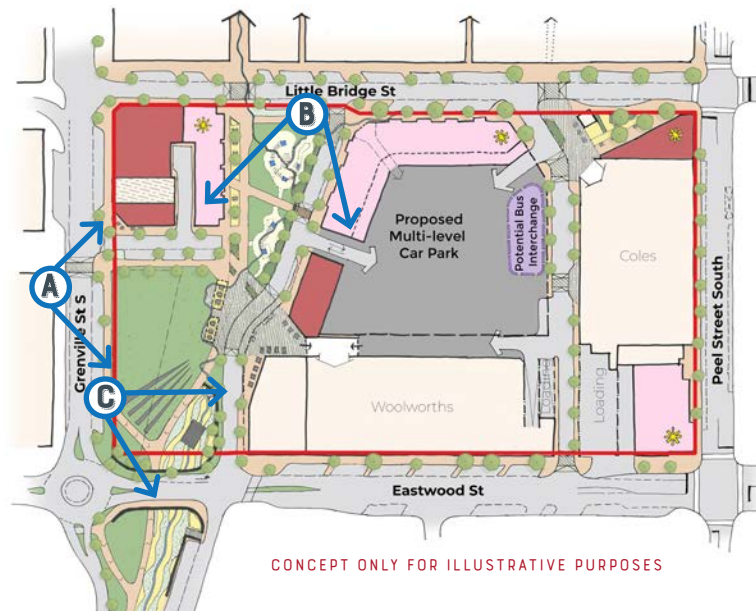 Little Bridge St
B
Proposed
Multi-level
Car Park
Potential Bus
Interchange
Coles
A
Grenville St S
Peel Street South
C
Woolworths
Loading
Loading
Eastwood St
CONCEPT ONLY FOR ILLUSTRATIVE PURPOSES